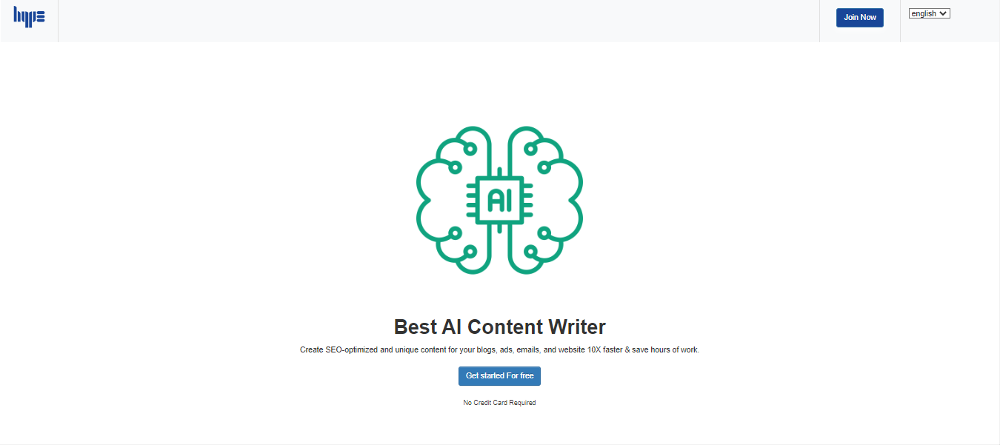 hype
Join Now
english
AI
Best AI Content Writer
Create SEO-optimized and unique content for your blogs, ads, emails, and website 10X faster & save hours of work.
Get started For free
No Credit Card Required